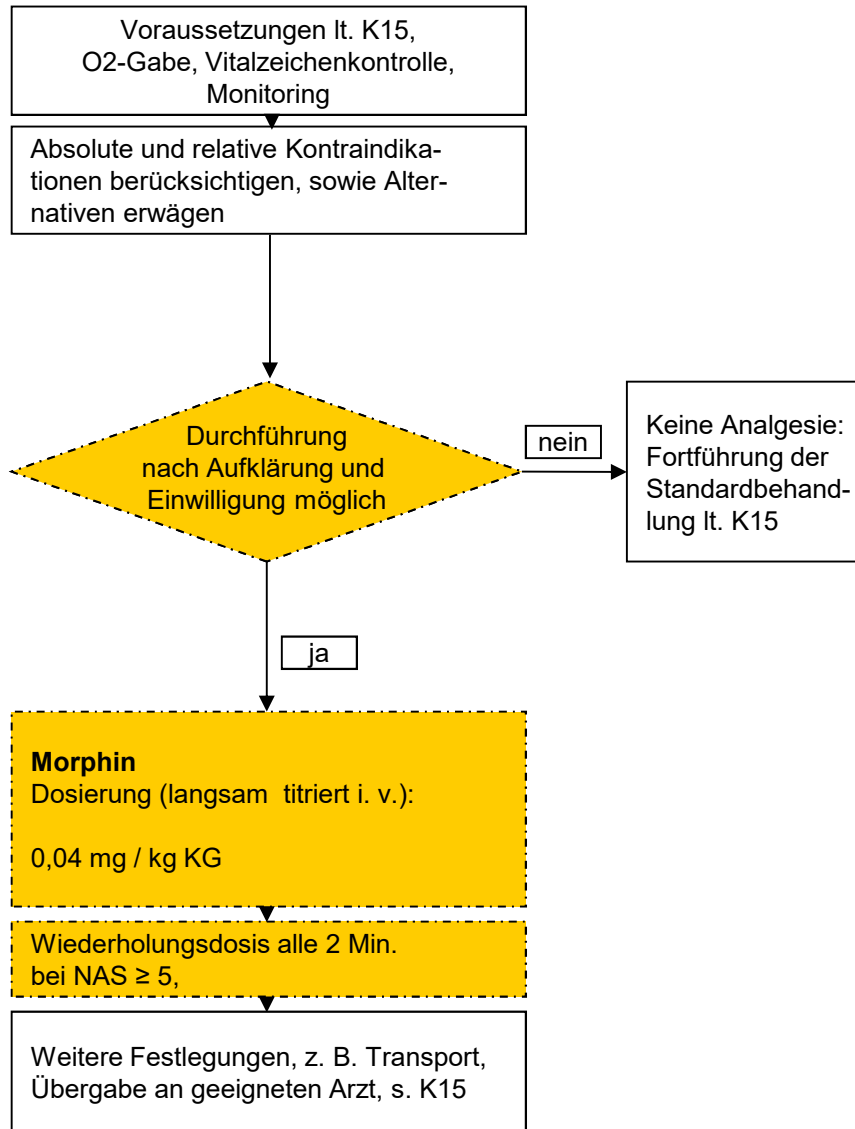 Voraussetzungen lt. K15,
O2-Gabe, Vitalzeichenkontrolle,
Monitoring
Absolute und relative Kontraindika-
tionen berücksichtigen, sowie Alter-
nativen erwägen
Durchführung
nach Aufklärung und
Einwilligung möglich
nein
Keine Analgesie:
Fortführung der
Standardbehand-
lung lt. K15
ja
Morphin
Dosierung (langsam titriert i. v.):
0,04 mg / kg KG
Wiederholungsdosis alle 2 Min.
bei NAS ≥ 5,
Weitere Festlegungen, z. B. Transport,
Übergabe an geeigneten Arzt, s. K15